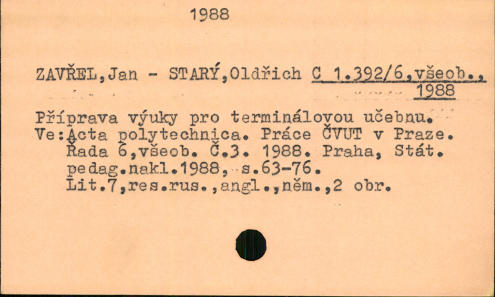 1988
ZAVŘEL,Jan - STARÝ,Oldřich C 1.392/6,všeob.,
1988
Příprava výuky pro terminálovou učebnu.
Ve:Acta polytechnica. Práce ČVUT v Praze.
Řada 6,všeob. Č.3. 1988. Praha, Stát.
pedag.nakl.1988, s.63-76.
Lit.7,res.rus.,angl.,něm.,2 obr.